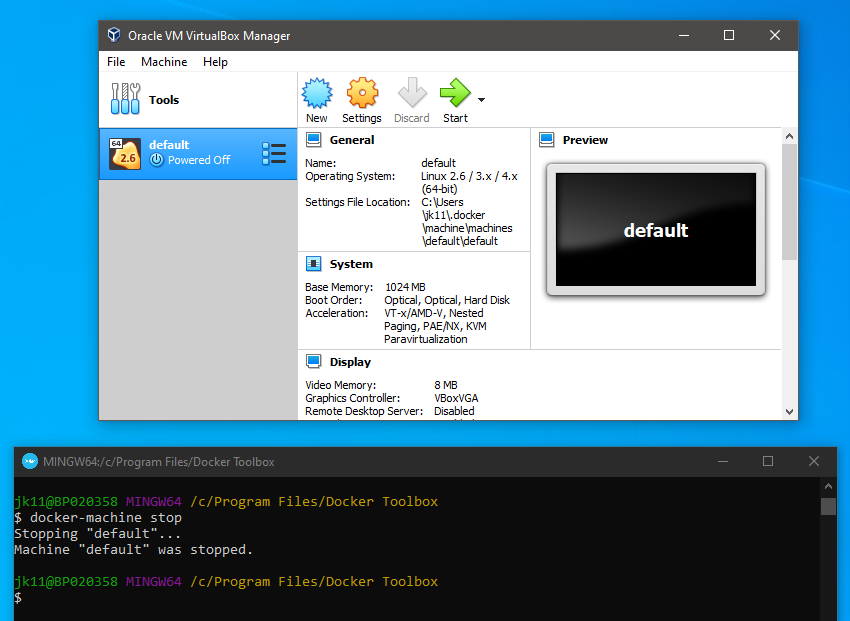 Oracle VM VirtualBox Manager
File Machine Help
Tools
New Settings Discard Start
64
2.6
default
Powered Off
General
Name: default
Operating System: Linux 2.6 / 3.x / 4.x
(64-bit)
Settings File Location: C:\Users
\jk11\.docker
\machine\machines
\default\default
System
Base Memory: 1024 MB
Boot Order: Optical, Optical, Hard Disk
Acceleration: VT-x/AMD-V, Nested
Paging, PAE/NX, KVM
Paravirtualization
Display
Video Memory: 8 MB
Graphics Controller: VBoxVGA
Remote Desktop Server: Disabled
Preview
default
MINGW64:/c/Program Files/Docker Toolbox
jk11@BP020358 MINGW64 /c/Program Files/Docker Toolbox
$ docker-machine stop
Stopping "default"...
Machine "default" was stopped.
jk11@BP020358 MINGW64 /c/Program Files/Docker Toolbox
$